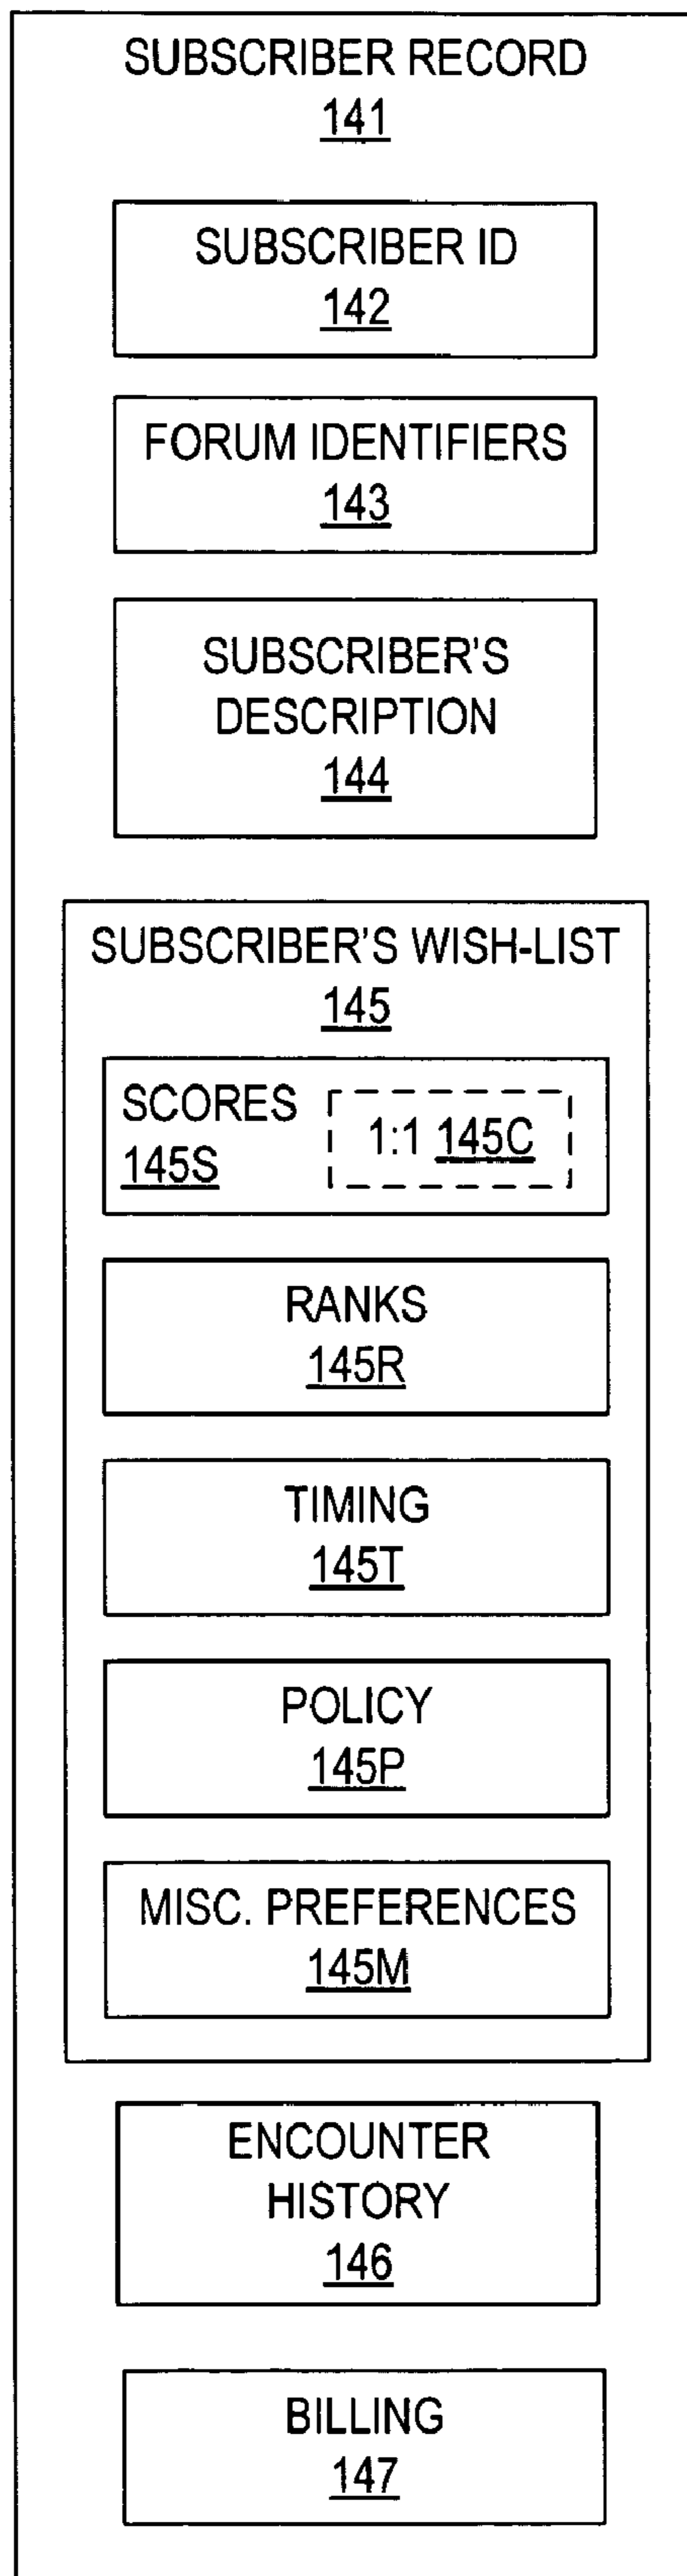 SUBSCRIBER RECORD
141
SUBSCRIBER ID
142
FORUM IDENTIFIERS
143
SUBSCRIBER'S
DESCRIPTION
144
SUBSCRIBER'S WISH-LIST
145
SCORES
145S
1:1 145C
RANKS
145R
TIMING
145T
POLICY
145P
MISC. PREFERENCES
145M
ENCOUNTER
HISTORY
146
BILLING
147